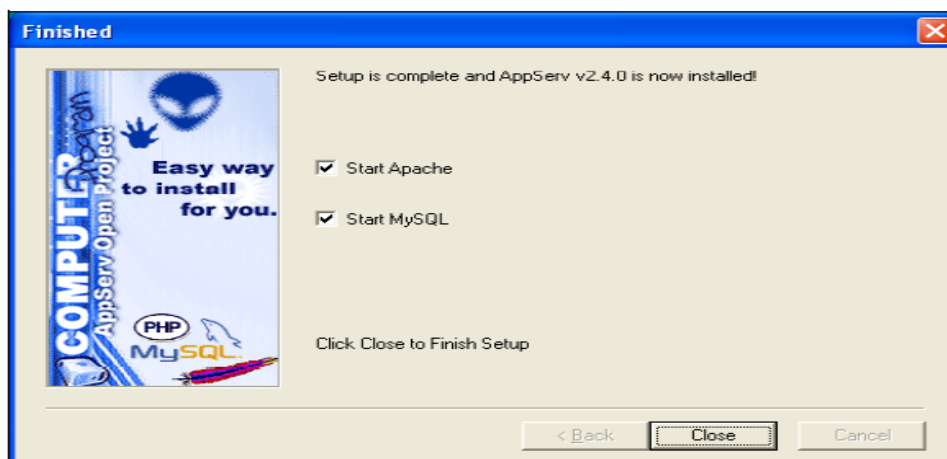 Finished
Setup is complete and AppServ v2.4.0 is now installed!
COMPUTER
Program
AppServ Open Project
Easy way
to install
for you.
PHP
MySQL
Start Apache
Start MySQL
Click Close to Finish Setup
< Back
Close
Cancel